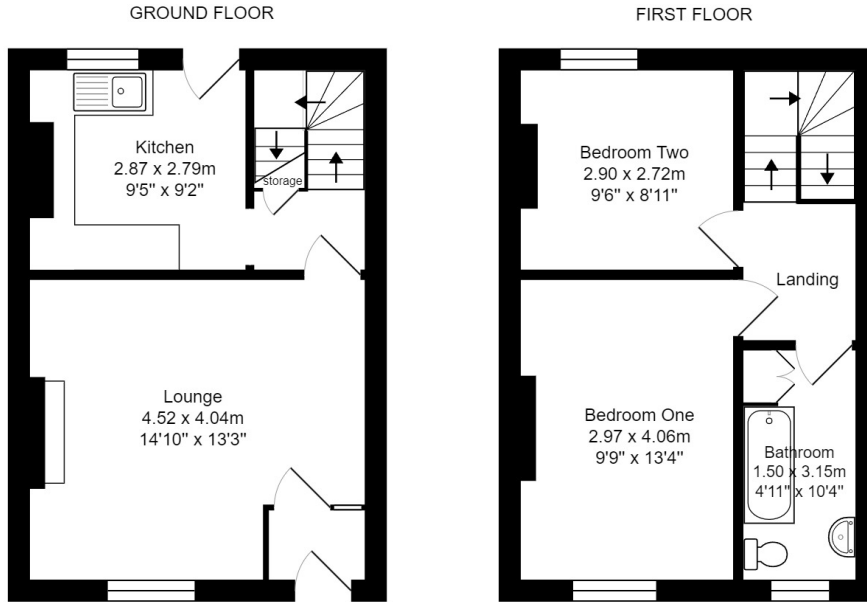 GROUND FLOOR
Kitchen
2.87 x 2.79m
9'5" x 9'2"
storage
Lounge
4.52 x 4.04m
14'10" x 13'3"
FIRST FLOOR
Bedroom Two
2.90 x 2.72m
9'6" x 8'11"
Landing
Bedroom One
2.97 x 4.06m
9'9" x 13'4"
Bathroom
1.50 x 3.15m
4'11" x 10'4"